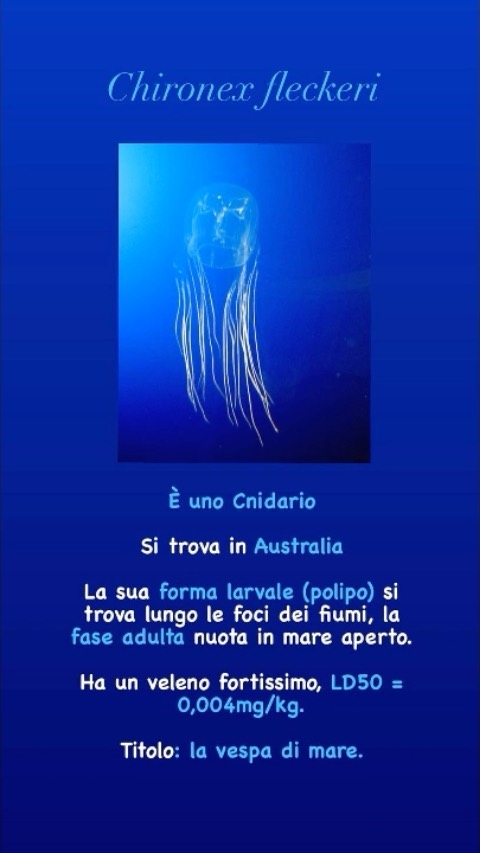 Chironex fleckeri
È uno Cnidario
Si trova in Australia
La sua forma larvale (polipo) si
trova lungo le foci dei fiumi, la
fase adulta nuota in mare aperto.
Ha un veleno fortissimo, LD50 =
0,004mg/kg.
Titolo: la vespa di mare.